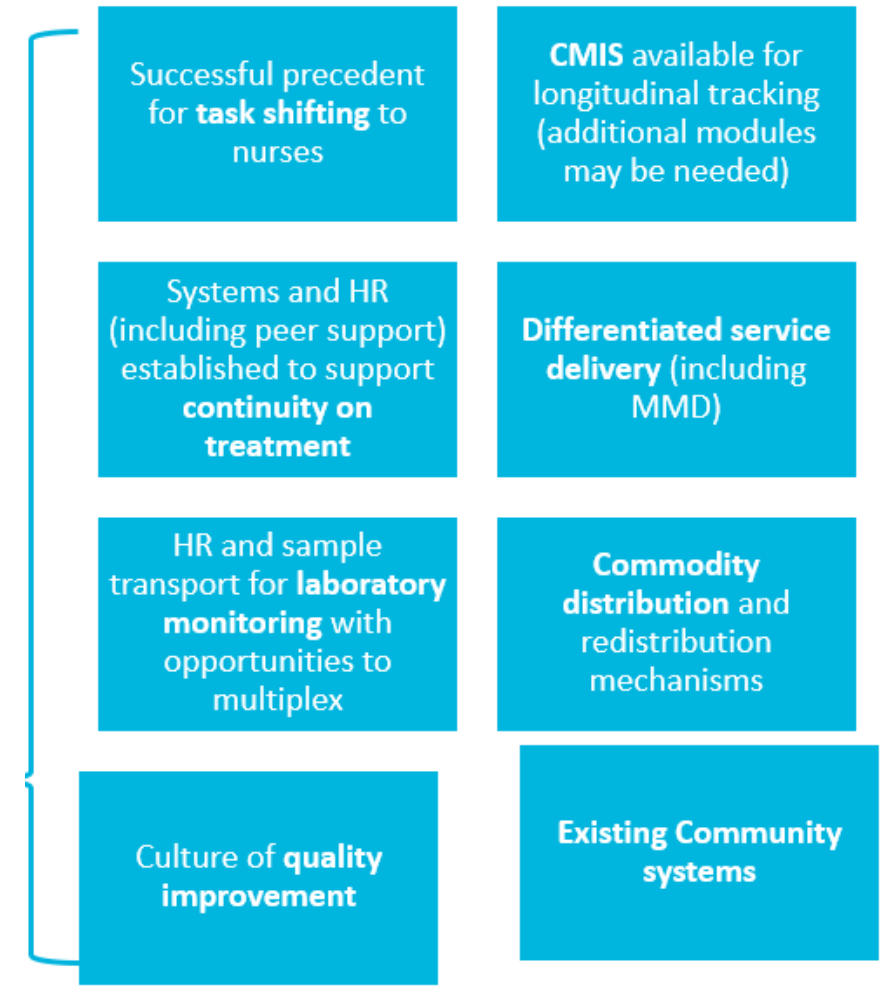 Successful precedent
for task shifting to
nurses
CMIS available for
longitudinal tracking
(additional modules
may be needed)
Systems and HR
(including peer support)
established to support
continuity on
treatment
Differentiated service
delivery (including
MMD)
HR and sample
transport for laboratory
monitoring with
opportunities to
multiplex
Commodity
distribution and
redistribution
mechanisms
Culture of quality
improvement
Existing Community
systems